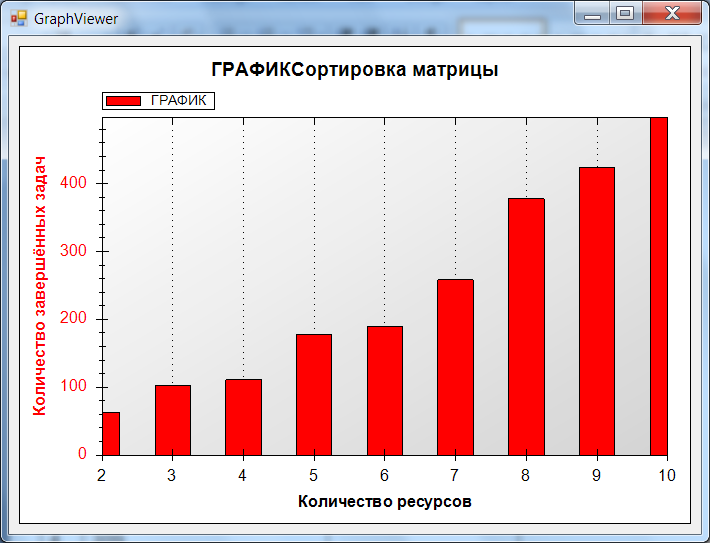 GraphViewer
ГРАФИКСортировка матрицы
ГРАФИК
Количество завершённых задач
400
300
200
100
0
2 3 4 5 6 7 8 9 10
Количество ресурсов